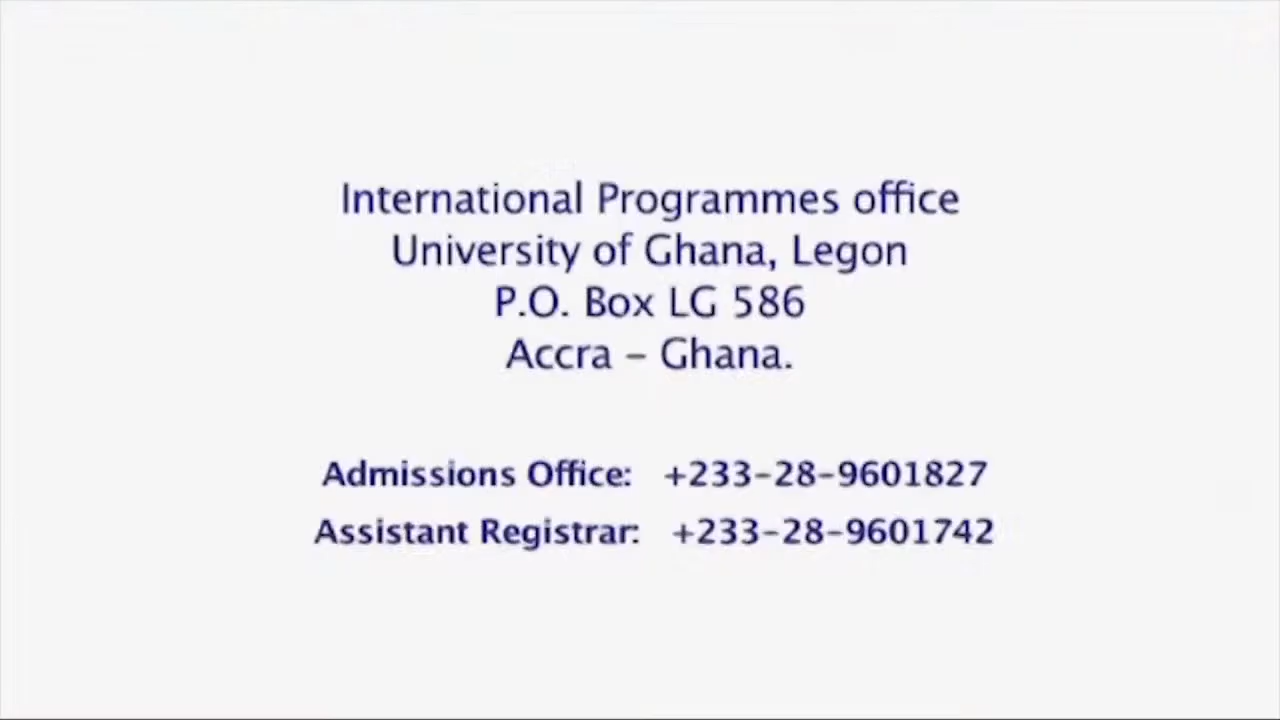 International Programmes office
University of Ghana, Legon
P.O. Box LG 586
Accra – Ghana.
Admissions Office: +233-28-9601827
Assistant Registrar: +233-28-9601742